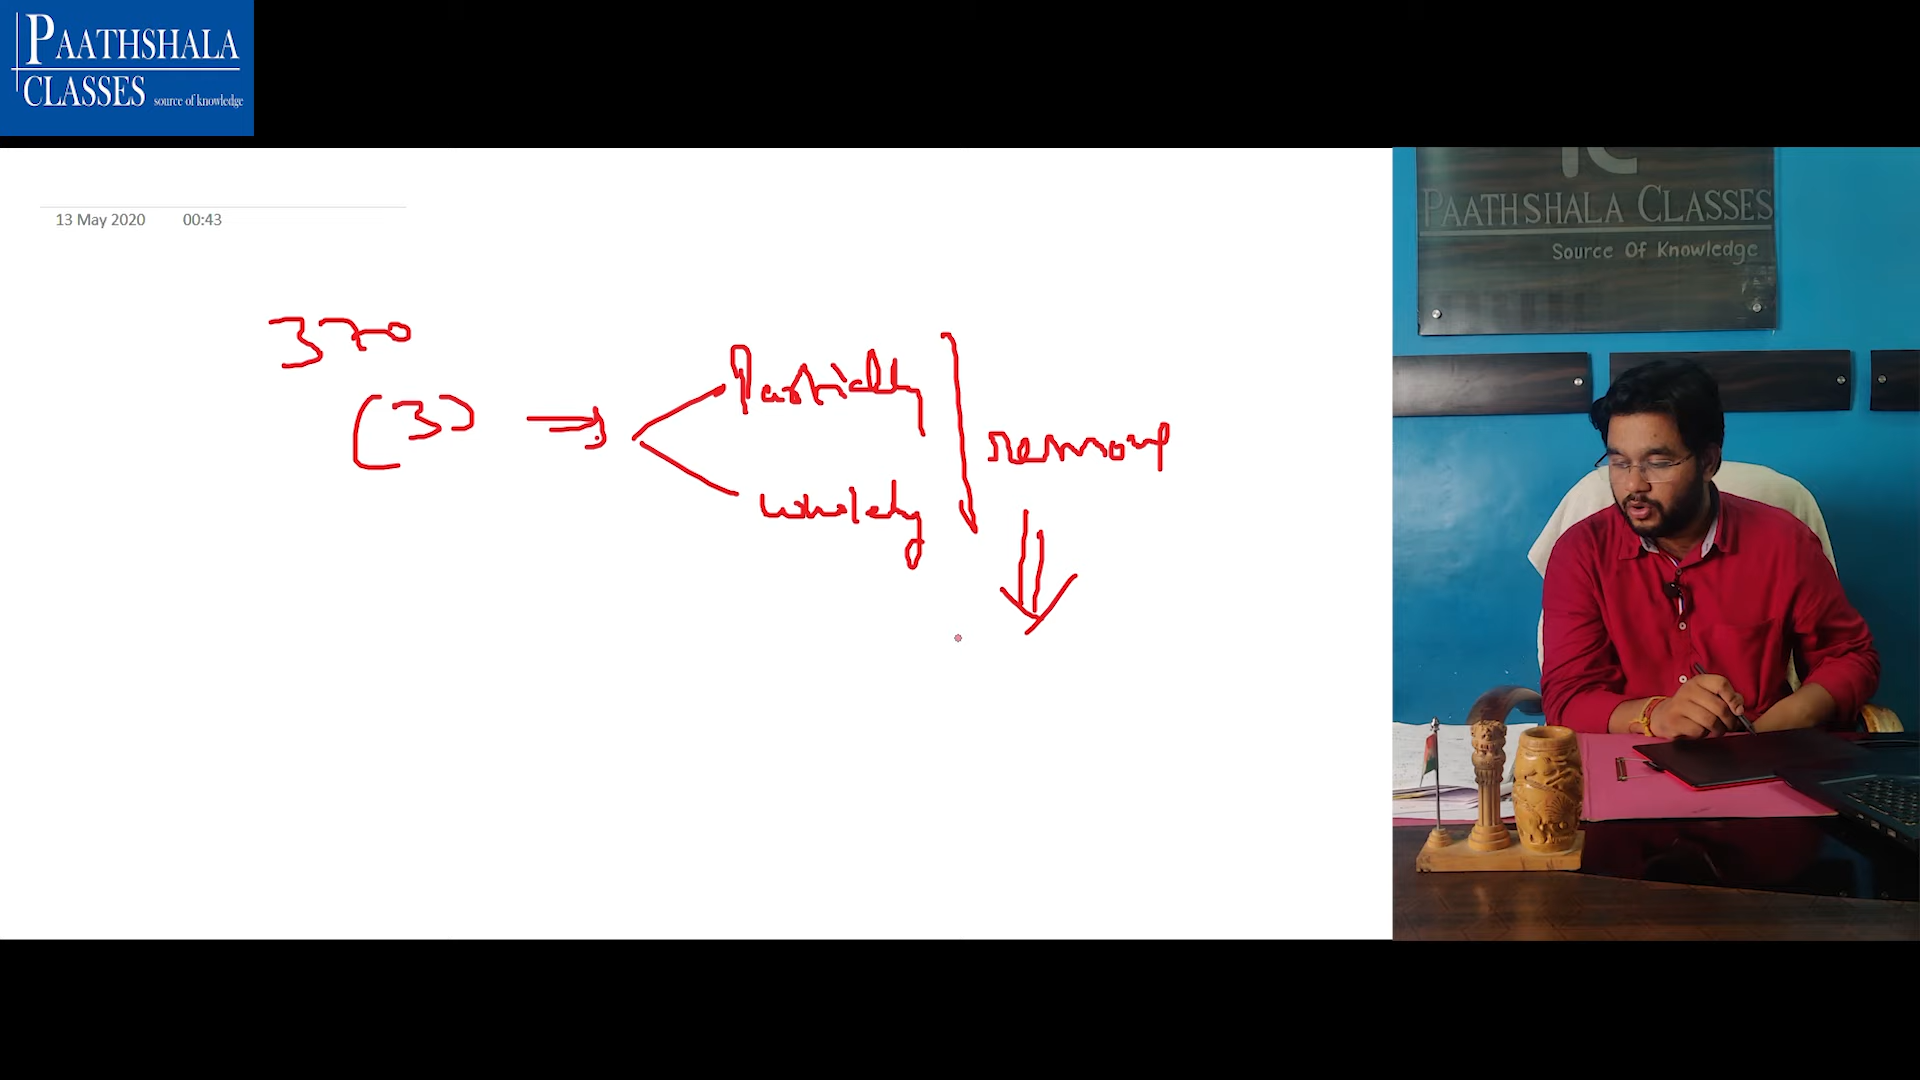 PAATHSHALA
CLASSES source of knowledge
13 May 2020 00:43
370
(3)
Partially
wholely
remove
PAATHSHALA CLASSES
Source Of Knowledge